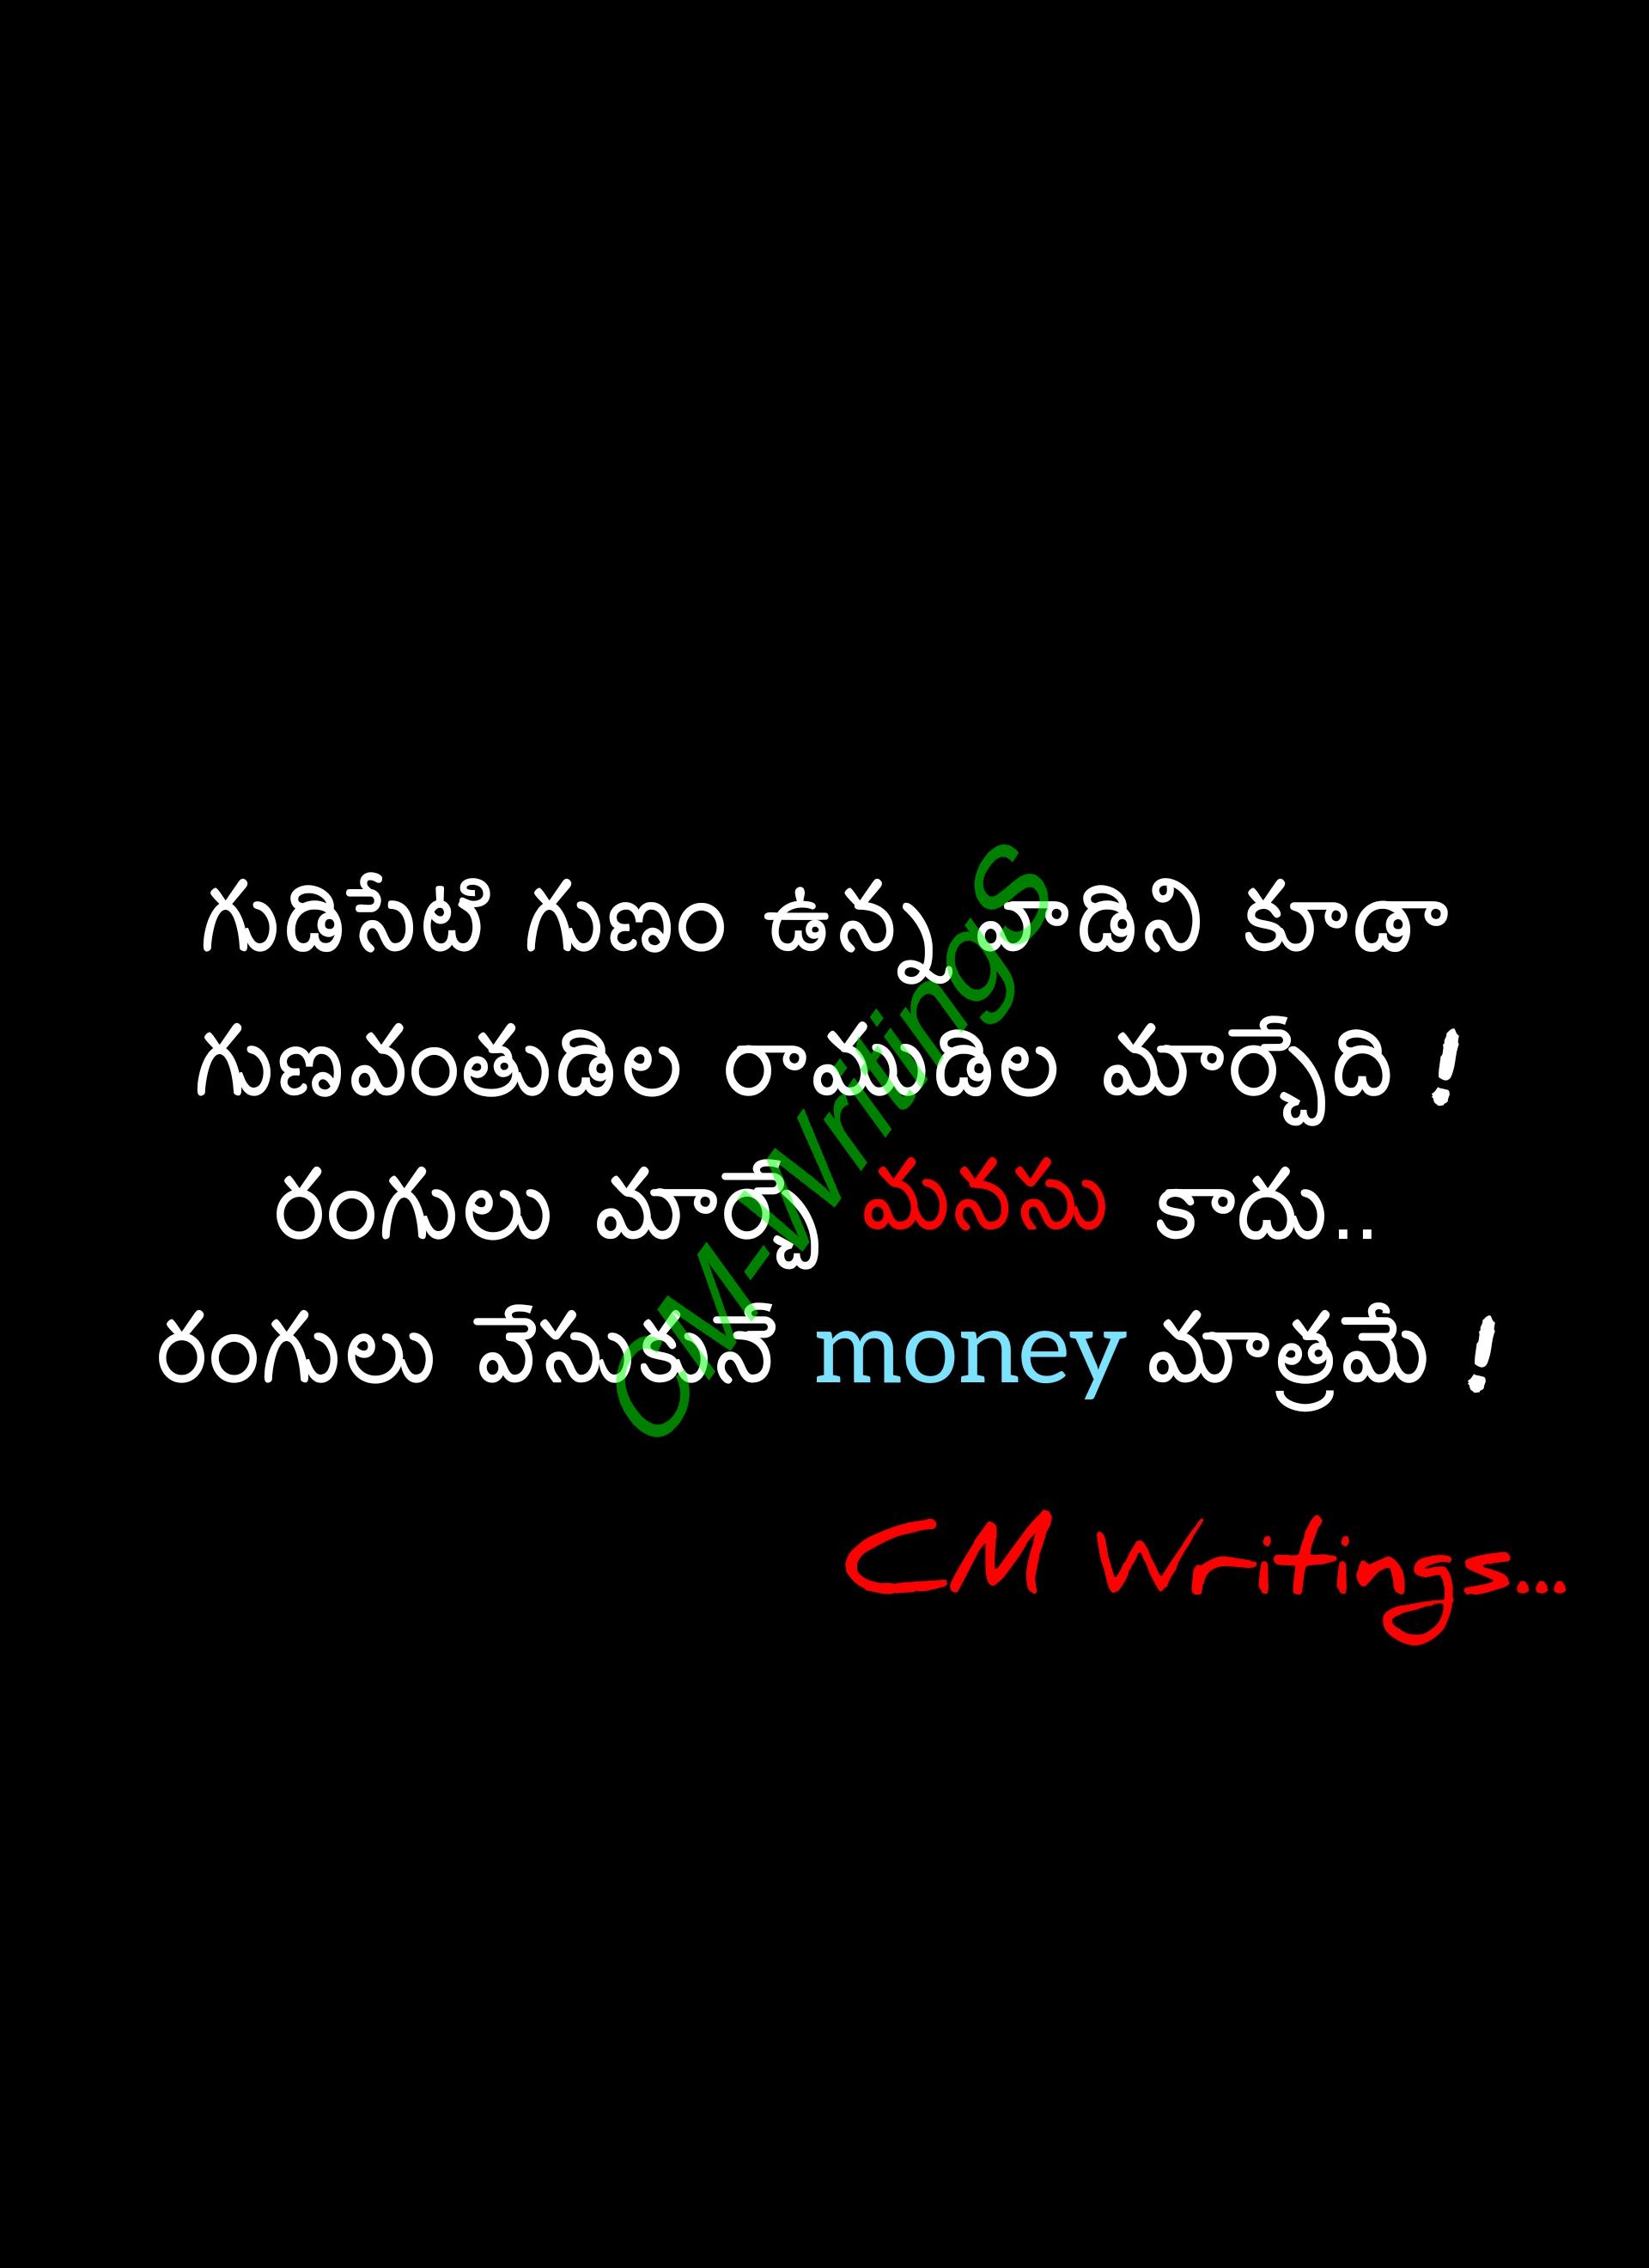 గుడిసేటి గుణం ఉన్న వాడిని కూడా
గుణవంతుడిల రాముడిల మార్చేది !
రంగులు మార్చే మనసు కాదు..
రంగులు వేసుకునే money మాత్రమే !
CM-Writings
CM Writings...